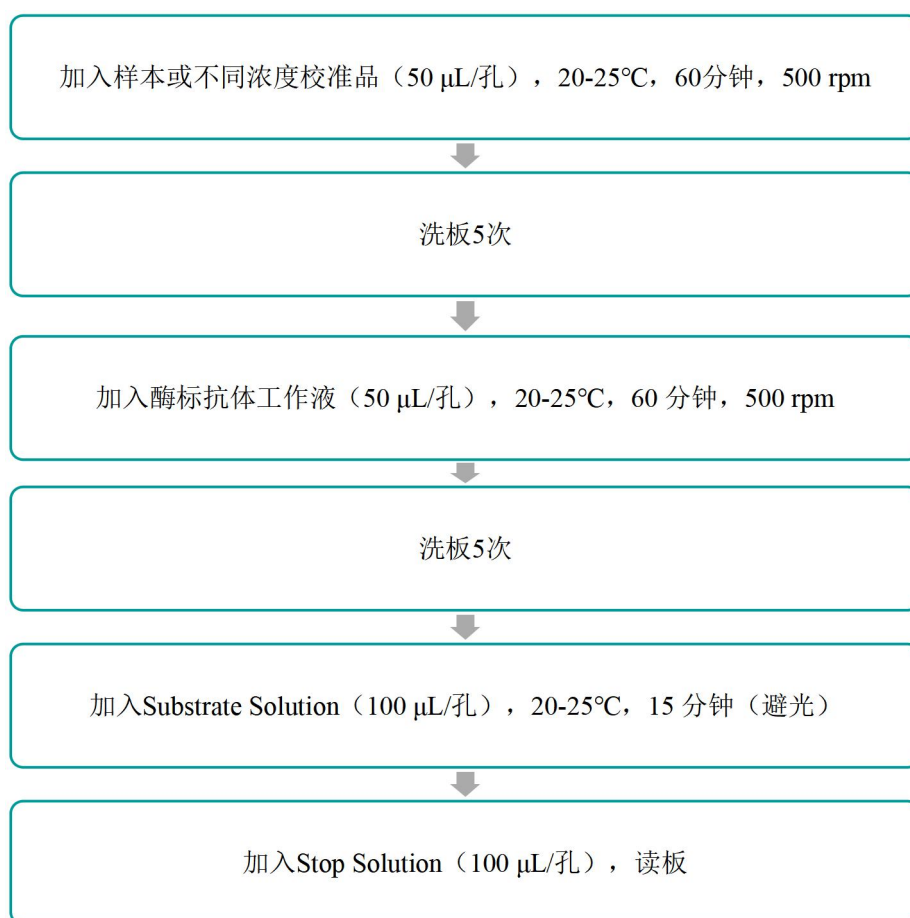 加入样本或不同浓度校准品（50 μL/孔），20-25℃，60分钟，500 rpm
洗板5次
加入酶标抗体工作液（50 μL/孔），20-25℃，60 分钟，500 rpm
洗板5次
加入Substrate Solution（100 μL/孔），20-25℃，15 分钟（避光）
加入Stop Solution（100 μL/孔），读板